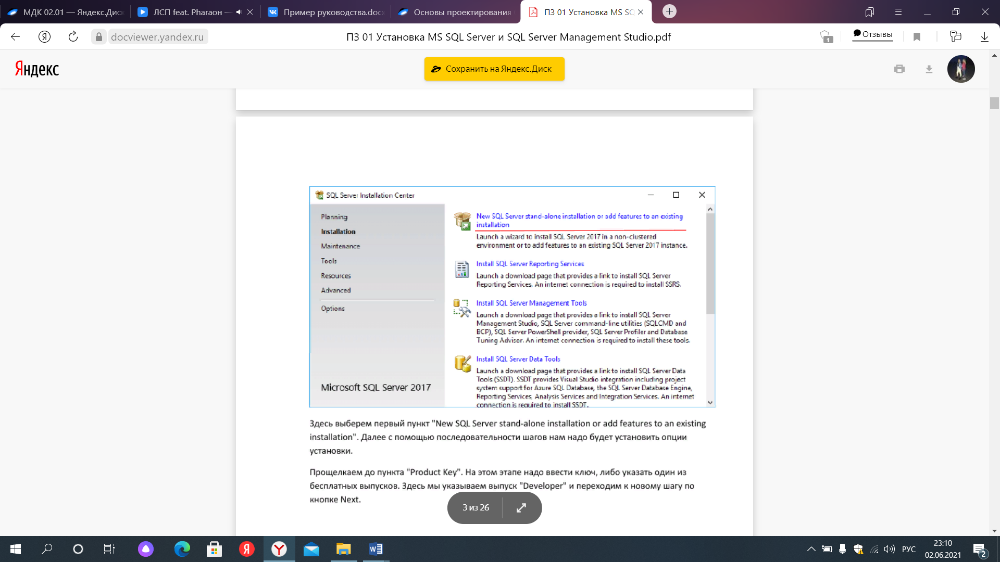 МДК 02.01 — Яндекс.Диск
ЛСП feat. Pharaon —
Пример руководства.docx
Основы проектирования
ПЗ 01 Установка MS SQ
docviewer.yandex.ru
ПЗ 01 Установка MS SQL Server и SQL Server Management Studio.pdf
1
Отзывы
Яндекс
Сохранить на Яндекс.Диск
SQL Server Installation Center
Planning
Installation
Maintenance
Tools
Resources
Advanced
Options
Microsoft SQL Server 2017
New SQL Server stand-alone installation or add features to an existing
installation
Launch a wizard to install SQL Server 2017 in a non-clustered
environment or to add features to an existing SQL Server 2017 instance.
Install SQL Server Reporting Services
Launch a download page that provides a link to install SQL Server
Reporting Services. An internet connection is required to install SSRS.
Install SQL Server Management Tools
Launch a download page that provides a link to install SQL Server
Management Studio, SQL Server command-line utilities (SQLCMD and
BCP), SQL Server PowerShell provider, SQL Server Profiler and Database
Tuning Advisor. An internet connection is required to install these tools.
Install SQL Server Data Tools
Launch a download page that provides a link to install SQL Server Data
Tools (SSDT). SSDT provides Visual Studio integration including project
system support for Azure SQL Database, the SQL Server Database Engine,
Reporting Services, Analysis Services and Integration Services. An internet
connection is required to install SSDT.
Здесь выберем первый пункт "New SQL Server stand-alone installation or add features to an existing
installation". Далее с помощью последовательности шагов нам надо будет установить опции
установки.
Прощелкаем до пункта "Product Key". На этом этапе надо ввести ключ, либо указать один из
бесплатных выпусков. Здесь мы указываем выпуск "Developer" и переходим к новому шагу по
кнопке Next.
3 из 26
РУС
23:10
02.06.2021
2